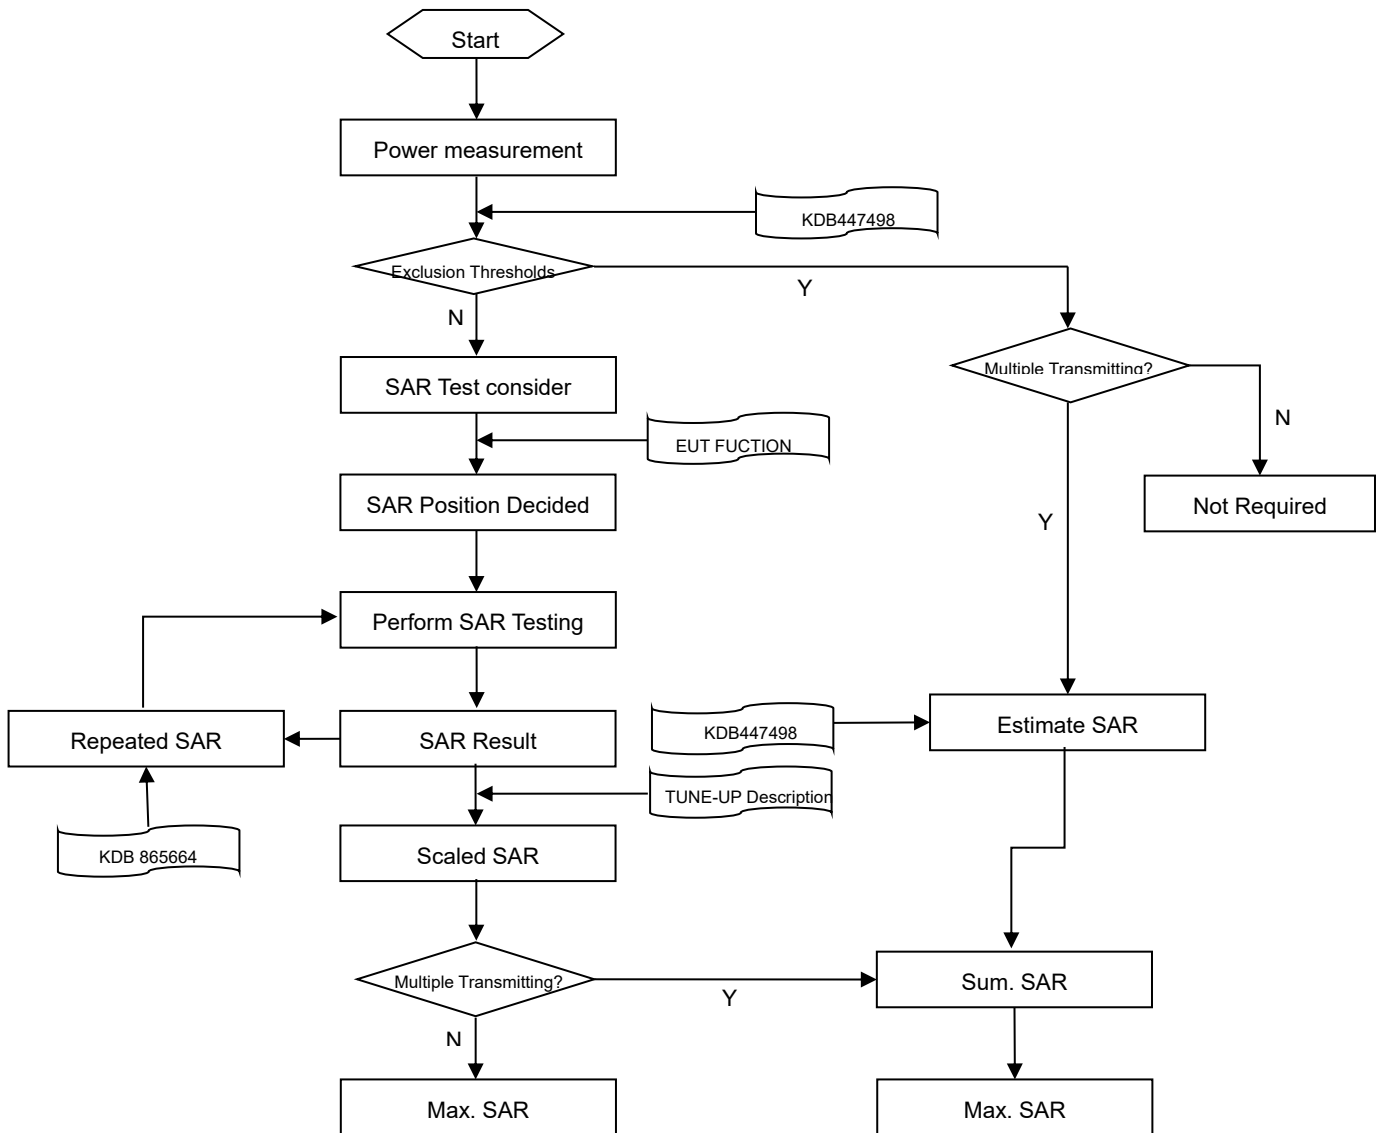 Start
Power measurement
KDB447498
Exclusion Thresholds
Y
N
Multiple Transmitting?
SAR Test consider
N
EUT FUCTION
SAR Position Decided
Not Required
Y
Perform SAR Testing
Repeated SAR
SAR Result
KDB447498
Estimate SAR
TUNE-UP Description
KDB 865664
Scaled SAR
Multiple Transmitting?
Y
Sum. SAR
N
Max. SAR
Max. SAR